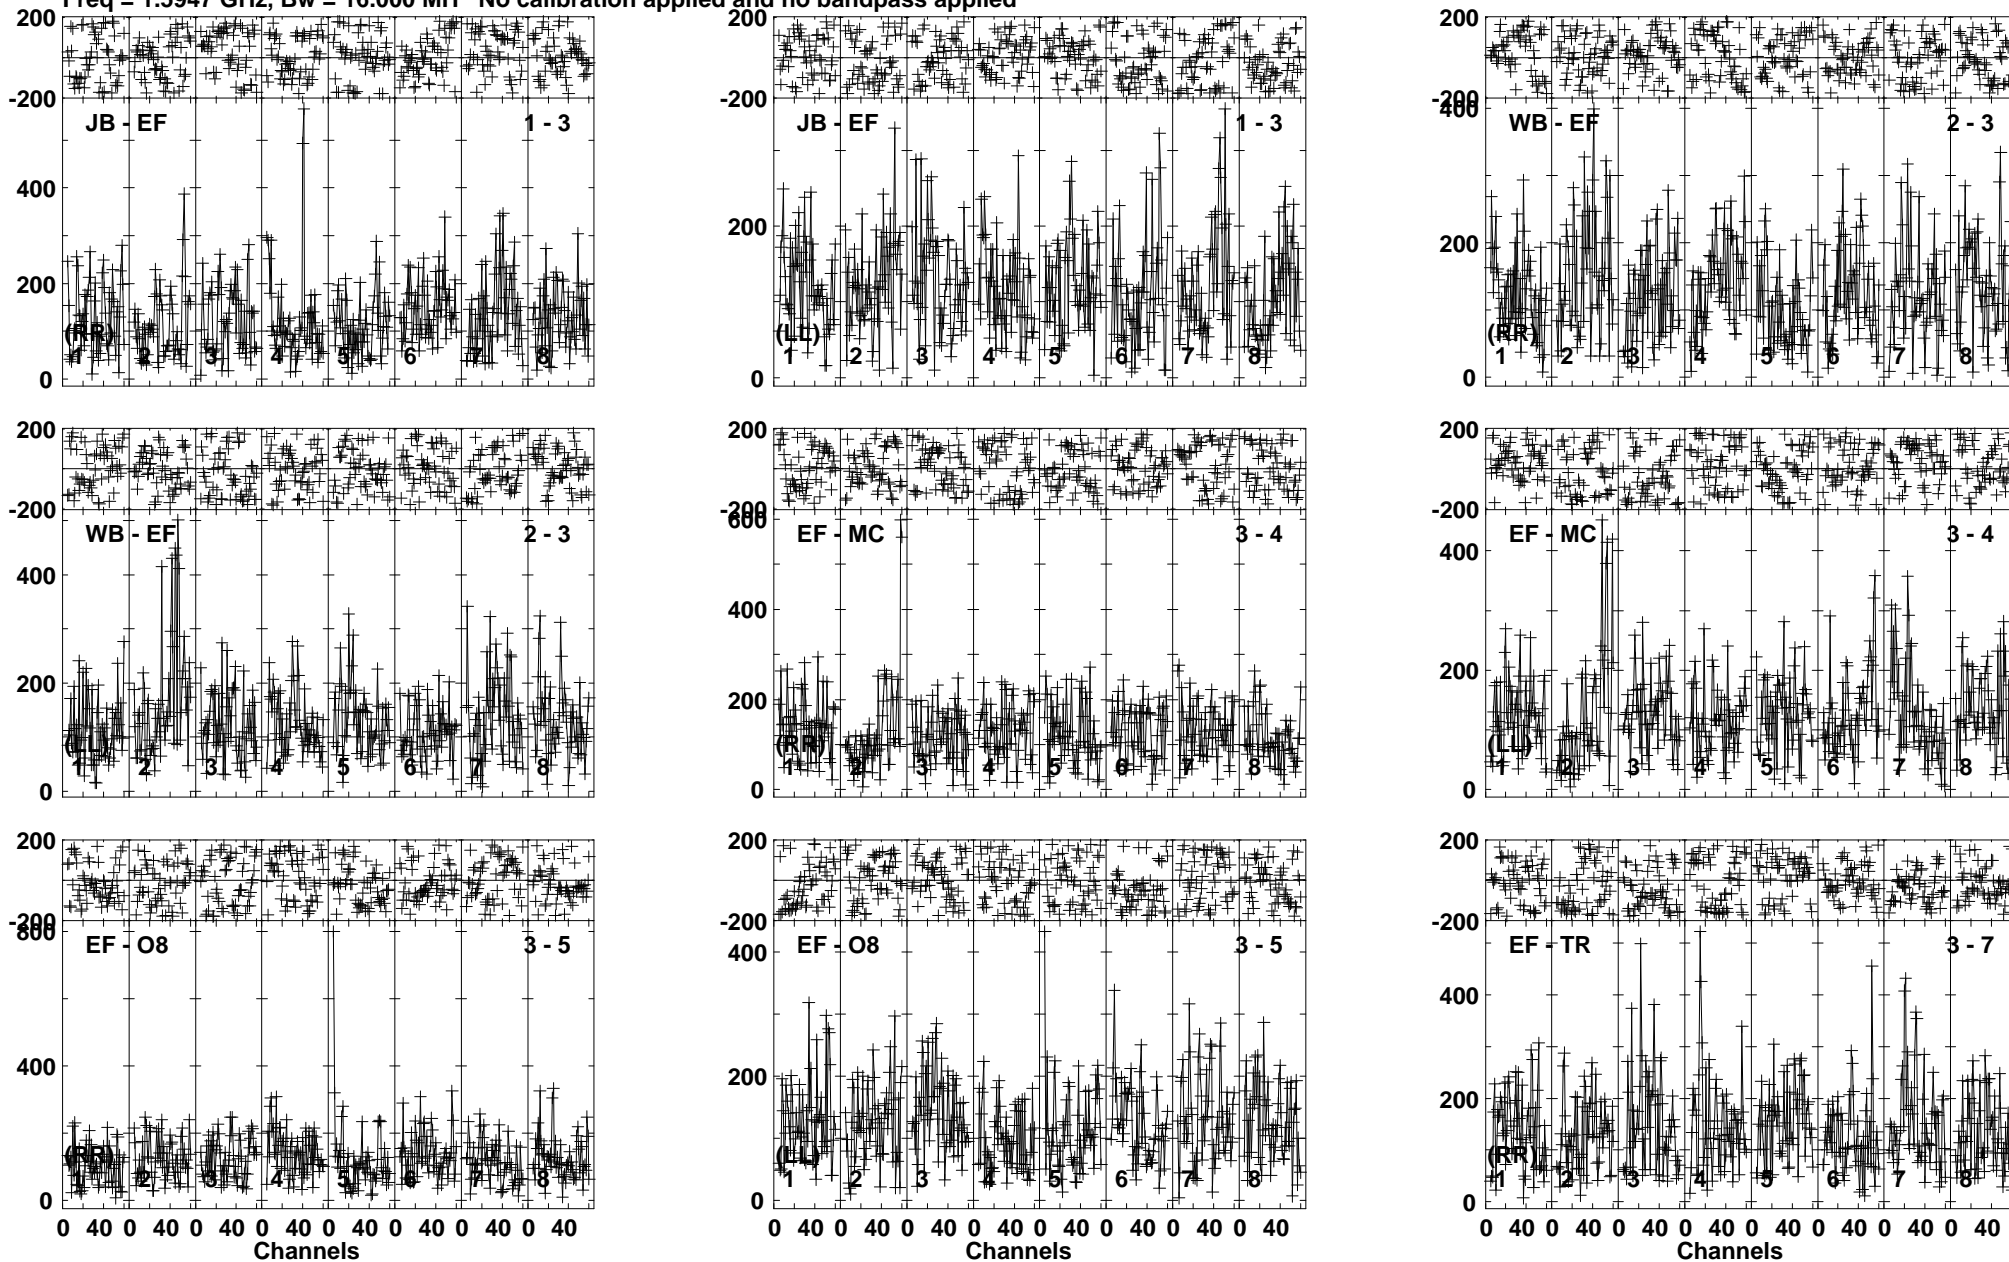 Freq = 1.5947 GHz, Bw = 16.000 MH No calibration applied and no bandpass applied
200 200 200
-200 -200 -200
JB - EF 1 - 3 JB - EF 1 - 3 WB - EF 2 - 3
400
400
200 200
200
(RR) (LL) (RR)
1 2 3 4 5 6 7 8 1 2 3 4 5 6 7 8 1 2 3 4 5 6 7 8
0 0 0
200 200 200
-200 -200 -200
600
WB - EF 2 - 3 EF - MC 3 - 4 EF - MC 3 - 4
400 400 400
200 200 200
(LL) (RR) (LL)
1 2 3 4 5 6 7 8 1 2 3 4 5 6 7 8 1 2 3 4 5 6 7 8
0 0 0
200 200 200
-200 -200 -200
800
EF - O8 3 - 5 EF - O8 3 - 5 EF - TR 3 - 7
400 400 400
200 200
(RR) (LL) (RR)
1 2 3 4 5 6 7 8 1 2 3 4 5 6 7 8 1 2 3 4 5 6 7 8
0 0 0
0 40 0 40 0 40 0 40 0 40 0 40 0 40 0 40 0 40 0 40 0 40 0 40 0 40 0 40 0 40 0 40 0 40 0 40 0 40 0 40 0 40 0 40 0 40 0 40
Channels Channels Channels